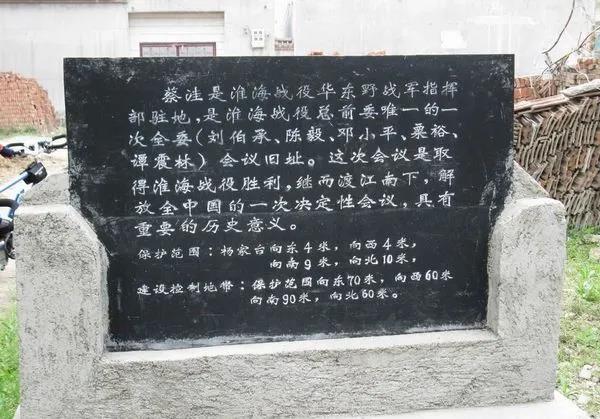 蔡洼是淮海战役华东野战军指挥
部驻地，是淮海战役总前委唯一的一
次全委（刘伯承、陈毅、邓小平、粟裕、
谭震林）会议旧址。这次会议是取
得淮海战役胜利，继而渡江南下，解
放全中国的一次决定性会议，具有
重要的历史意义。
保护范围：杨家台向东4米，向西4米，
向南9米，向北10米，
建设控制地带：保护范围向东70米，向西60米
向南90米，向北60米。